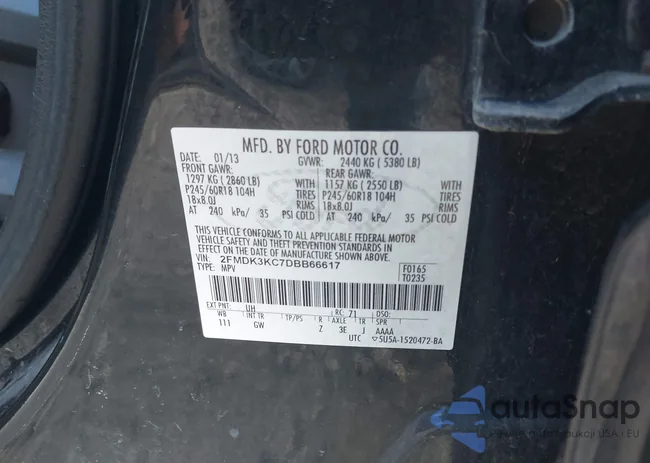 MFD. BY FORD MOTOR CO.
DATE: 01/13 GVWR: 2440 KG ( 5380 LB)
FRONT GAWR: REAR GAWR:
1297 KG ( 2860 LB) WITH 1157 KG ( 2550 LB) WITH
P245/60R18 104H TIRES P245/60R18 104H TIRES
18x8.0J RIMS 18x8.0J RIMS
AT 240 kPa/ 35 PSI COLD AT 240 kPa/ 35 PSI COLD
THIS VEHICLE CONFORMS TO ALL APPLICABLE FEDERAL MOTOR
VEHICLE SAFETY AND THEFT PREVENTION STANDARDS IN
EFFECT ON THE DATE OF MANUFACTURE SHOWN ABOVE.
VIN: 2FMDK3KC7DBB66617 F0165
TYPE: MPV T0235
EXT PNT: UH RC: 71 DSO:
WB INT TR TP/PS R AXLE TR SPR
111 GW Z 3E J AAAA
UTC ▽5U5A-1520472-BA
autoSnap
USA i EU